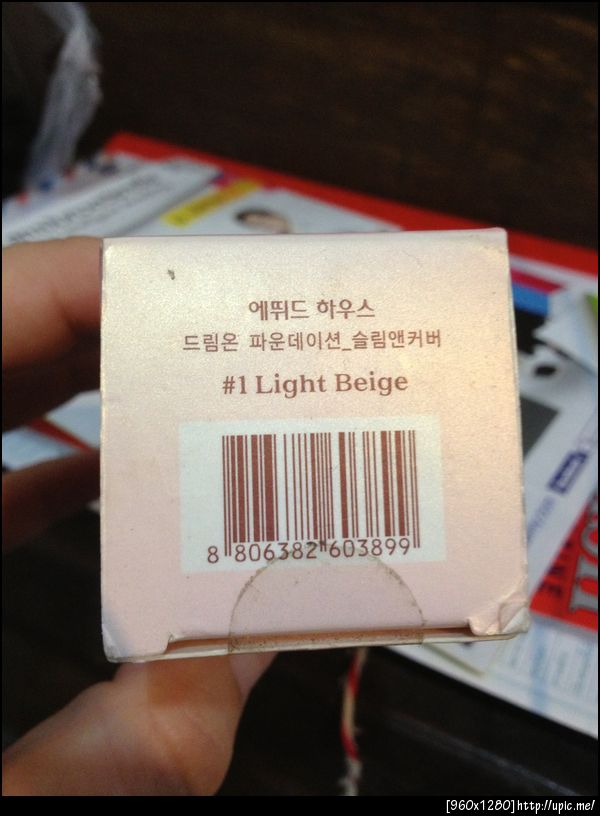 에뛰드 하우스
드림온 파운데이션_슬림앤커버
#1 Light Beige
8 806382 603899
[960x1280]http://upic.me/